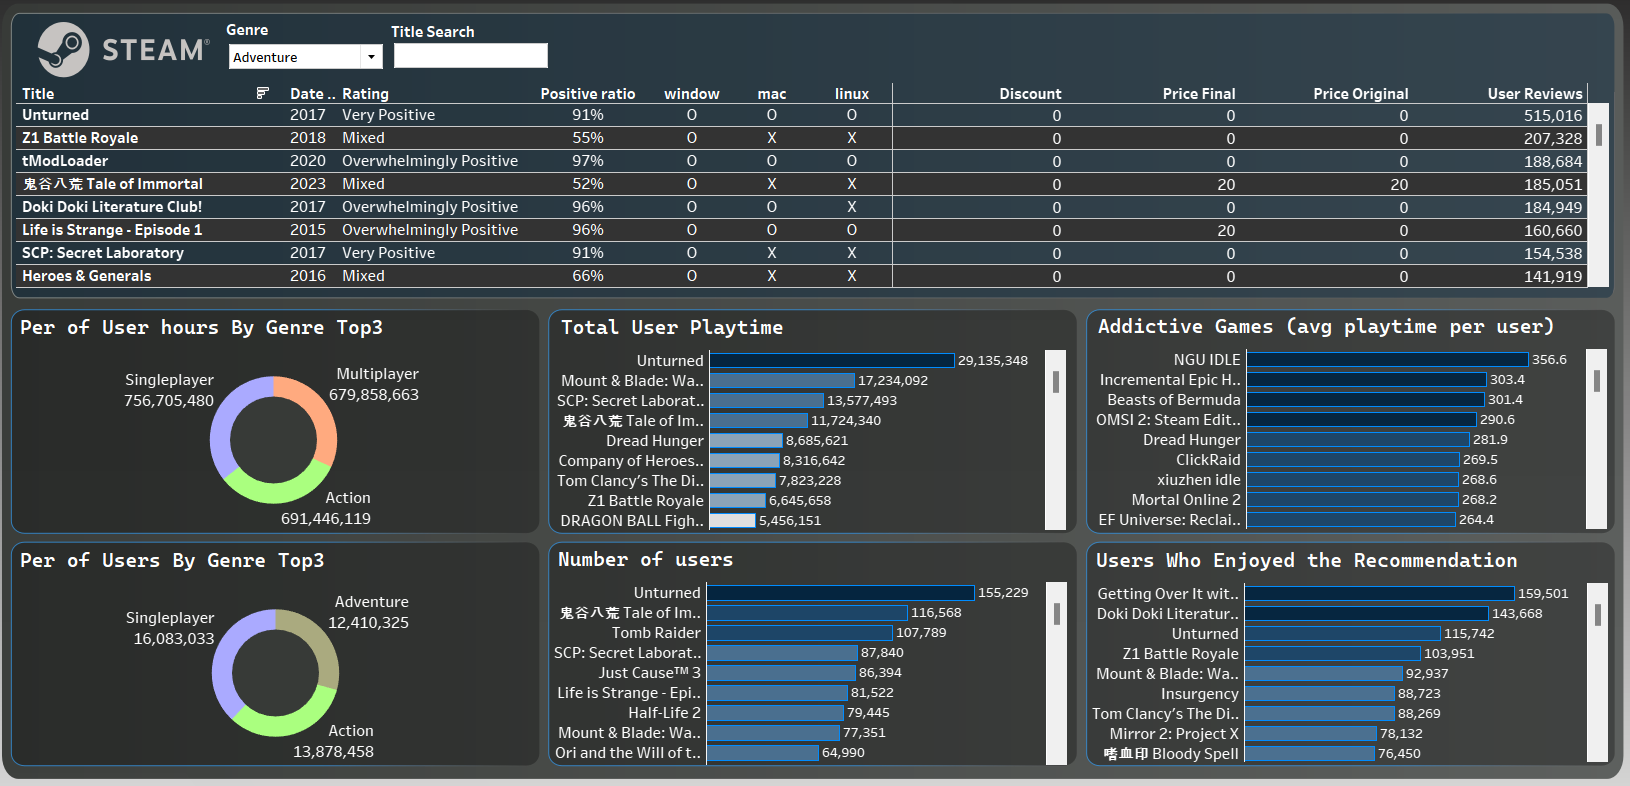 STEAM®
Genre
Title Search
Adventure
Title Date .. Rating Positive ratio window mac linux Discount Price Final Price Original User Reviews
Unturned 2017 Very Positive 91% O O O 0 0 0 515,016
Z1 Battle Royale 2018 Mixed 55% O X X 0 0 0 207,328
tModLoader 2020 Overwhelmingly Positive 97% O O O 0 0 0 188,684
鬼谷八荒 Tale of Immortal 2023 Mixed 52% O X X 0 20 20 185,051
Doki Doki Literature Club! 2017 Overwhelmingly Positive 96% O O X 0 0 0 184,949
Life is Strange - Episode 1 2015 Overwhelmingly Positive 96% O O O 0 20 0 160,660
SCP: Secret Laboratory 2017 Very Positive 91% O X X 0 0 0 154,538
Heroes & Generals 2016 Mixed 66% O X X 0 0 0 141,919
Per of User hours By Genre Top3
Singleplayer
756,705,480
Multiplayer
679,858,663
Action
691,446,119
Total User Playtime
Unturned 29,135,348
Mount & Blade: Wa.. 17,234,092
SCP: Secret Laborat.. 13,577,493
鬼谷八荒 Tale of Im.. 11,724,340
Dread Hunger 8,685,621
Company of Heroes.. 8,316,642
Tom Clancy's The Di.. 7,823,228
Z1 Battle Royale 6,645,658
DRAGON BALL Figh.. 5,456,151
Addictive Games (avg playtime per user)
NGU IDLE 356.6
Incremental Epic H.. 303.4
Beasts of Bermuda 301.4
OMSI 2: Steam Edit.. 290.6
Dread Hunger 281.9
ClickRaid 269.5
xiuzhen idle 268.6
Mortal Online 2 268.2
EF Universe: Reclai.. 264.4
Per of Users By Genre Top3
Singleplayer
16,083,033
Adventure
12,410,325
Action
13,878,458
Number of users
Unturned 155,229
鬼谷八荒 Tale of Im.. 116,568
Tomb Raider 107,789
SCP: Secret Laborat.. 87,840
Just Cause™ 3 86,394
Life is Strange - Epi.. 81,522
Half-Life 2 79,445
Mount & Blade: Wa.. 77,351
Ori and the Will of t.. 64,990
Users Who Enjoyed the Recommendation
Getting Over It wit.. 159,501
Doki Doki Literatur.. 143,668
Unturned 115,742
Z1 Battle Royale 103,951
Mount & Blade: Wa.. 92,937
Insurgency 88,723
Tom Clancy's The Di.. 88,269
Mirror 2: Project X 78,132
嗜血印 Bloody Spell 76,450